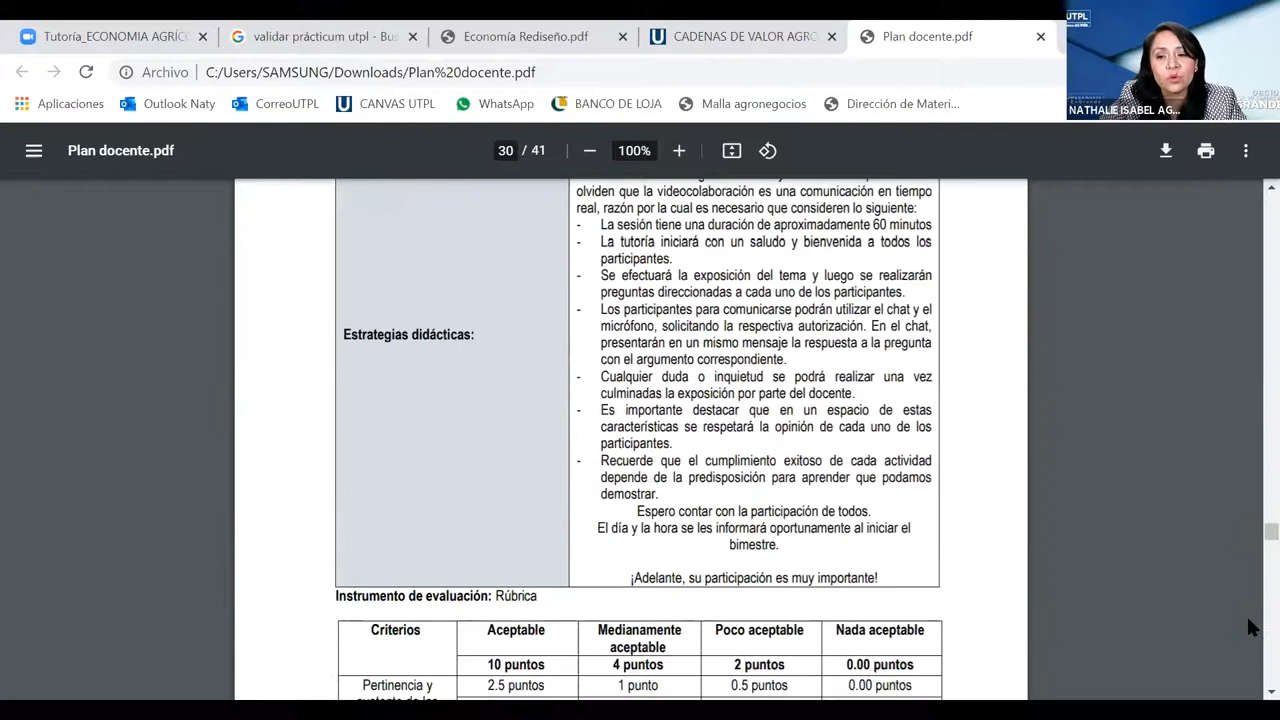 Tutoría_ECONOMIA AGRÍC
validar prácticum utpl - Bus
Economía Rediseño.pdf
CADENAS DE VALOR AGRO
Plan docente.pdf
UTPL
Archivo
C:/Users/SAMSUNG/Downloads/Plan%20docente.pdf
Aplicaciones
Outlook Naty
CorreoUTPL
CANVAS UTPL
WhatsApp
BANCO DE LOJA
Malla agronegocios
Dirección de Materi...
NATHALIE ISABEL AG...
Plan docente.pdf
30 / 41
100%
olviden que la videocolaboración es una comunicación en tiempo
real, razón por la cual es necesario que consideren lo siguiente:
- La sesión tiene una duración de aproximadamente 60 minutos
- La tutoría iniciará con un saludo y bienvenida a todos los
participantes.
- Se efectuará la exposición del tema y luego se realizarán
preguntas direccionadas a cada uno de los participantes.
- Los participantes para comunicarse podrán utilizar el chat y el
micrófono, solicitando la respectiva autorización. En el chat,
presentarán en un mismo mensaje la respuesta a la pregunta
con el argumento correspondiente.
Estrategias didácticas:
- Cualquier duda o inquietud se podrá realizar una vez
culminadas la exposición por parte del docente.
- Es importante destacar que en un espacio de estas
características se respetará la opinión de cada uno de los
participantes.
- Recuerde que el cumplimiento exitoso de cada actividad
depende de la predisposición para aprender que podamos
demostrar.
Espero contar con la participación de todos.
El día y la hora se les informará oportunamente al iniciar el
bimestre.
¡Adelante, su participación es muy importante!
Instrumento de evaluación: Rúbrica
Criterios
Aceptable
Medianamente
aceptable
Poco aceptable
Nada aceptable
10 puntos
4 puntos
2 puntos
0.00 puntos
Pertinencia y
2.5 puntos
1 punto
0.5 puntos
0.00 puntos